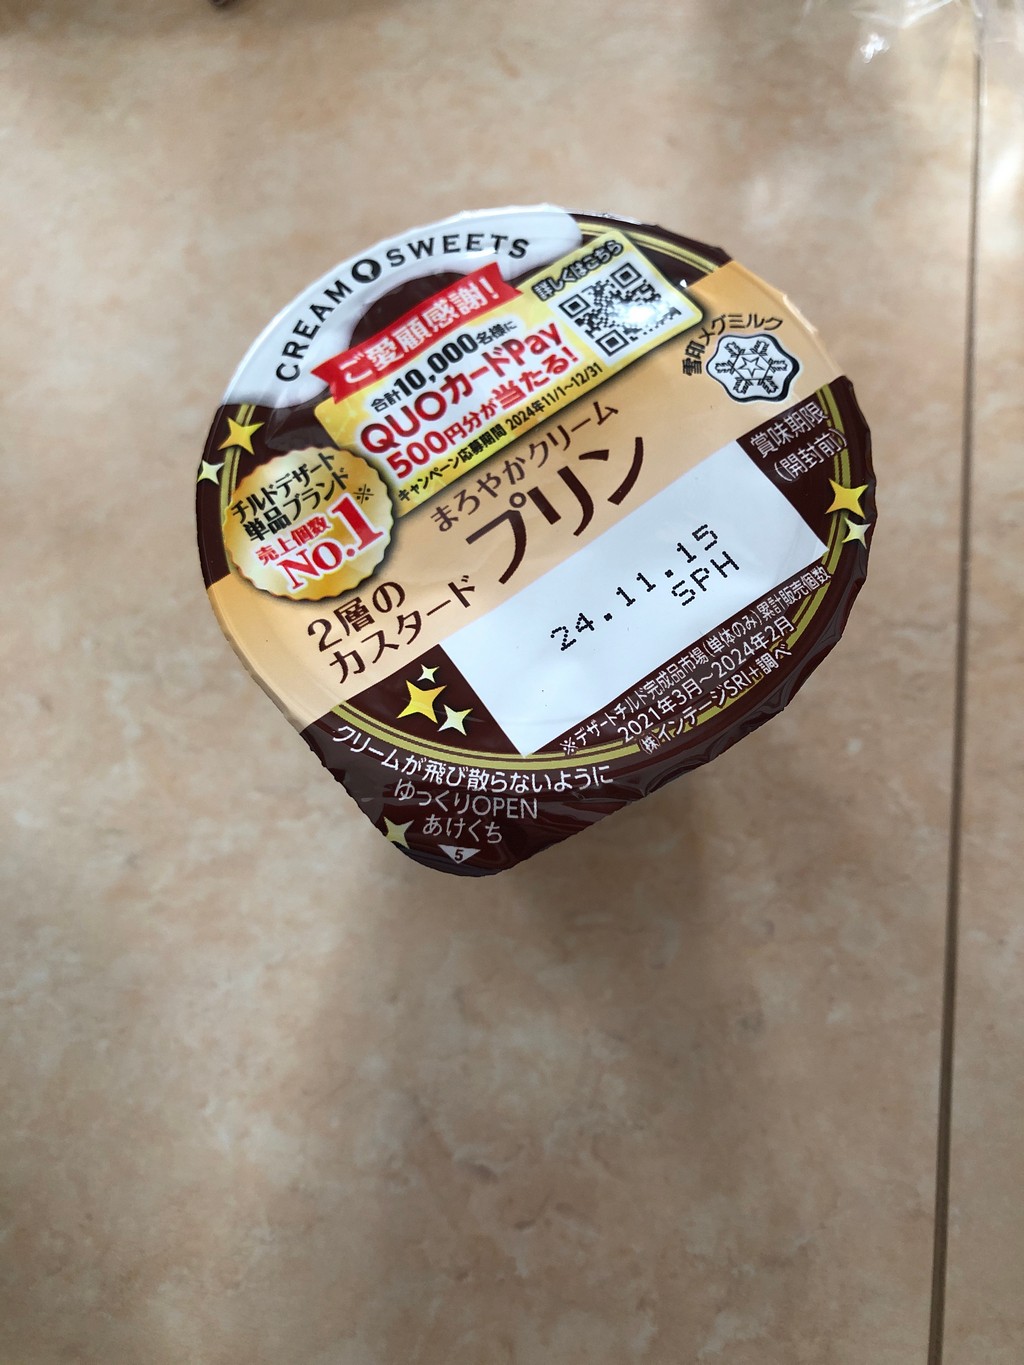 CREAM SWEETS
ご愛顧感謝!
合計10,000名様に
QUOカードPay
500円分が当たる!
キャンペーン応募期間 2024年11/1~12/31
詳しくはこちら
雪印メグミルク
チルドデザート
単品ブランド※
売上個数
No.1
まろやかクリーム
プリン
2層の
カスタード
賞味期限
(開封前)
24.11.15
SPH
※デザートチルド完成品市場(単体のみ)累計販売個数
2021年3月~2024年2月
(株)インテージSRI+調べ
クリームが飛び散らないように
ゆっくりOPEN
あけくち
5